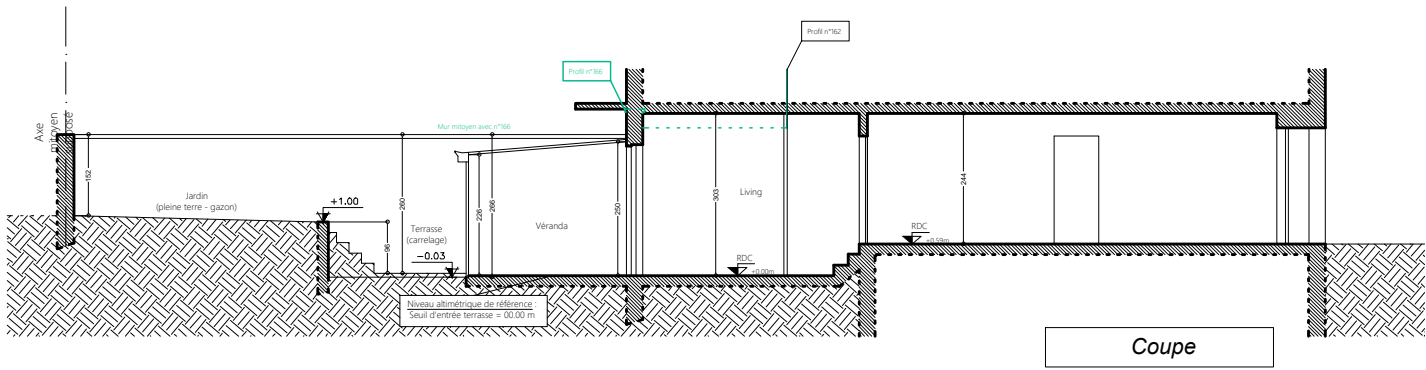 Profil n°162
Profil n°166
Axe
mitoyen
supposé
Mur mitoyen avec n°166
152
Jardin
(pleine terre - gazon)
+1.00
260
266
226
250
303
Living
244
96
Terrasse
(carrelage)
-0.03
Véranda
RDC
+0.59m
RDC
+0.00m
Niveau altimétrique de référence :
Seuil d'entrée terrasse = 00.00 m
Coupe